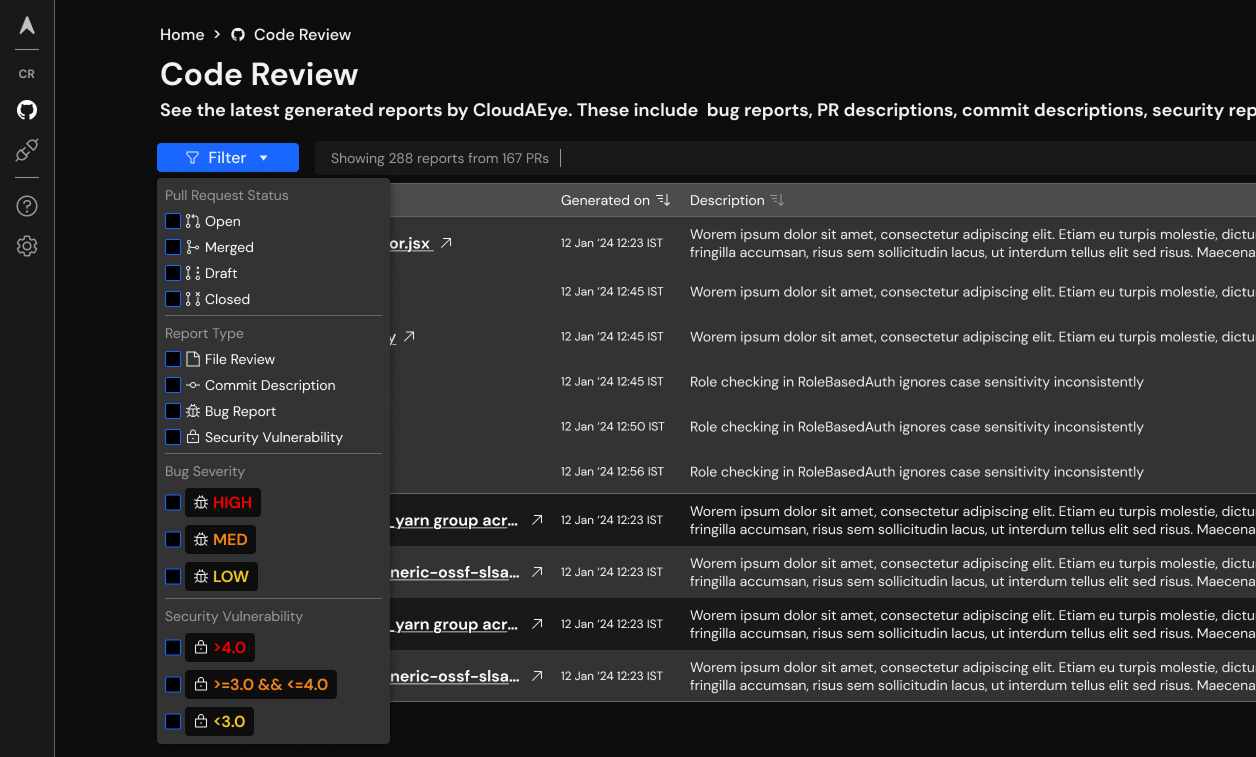 Home > Code Review
CR
Code Review
See the latest generated reports by CloudAEye. These include bug reports, PR descriptions, commit descriptions, security
Filter
Showing 288 reports from 167 PRs
Pull Request Status
Open
Merged
Draft
Closed
Report Type
File Review
Commit Description
Bug Report
Security Vulnerability
Bug Severity
HIGH
MED
LOW
Security Vulnerability
>4.0
>=3.0 && <=4.0
<3.0
Generated on Description
or.jsx 12 Jan ‘24 12:23 IST Worem ipsum dolor sit amet, consectetur adipiscing elit. Etiam eu turpis molestie,
fringilla accumsan, risus sem sollicitudin lacus, ut interdum tellus elit sed risus.
12 Jan ‘24 12:45 IST Worem ipsum dolor sit amet, consectetur adipiscing elit. Etiam eu turpis molestie,
y 12 Jan ‘24 12:45 IST Worem ipsum dolor sit amet, consectetur adipiscing elit. Etiam eu turpis molestie,
12 Jan ‘24 12:45 IST Role checking in RoleBasedAuth ignores case sensitivity inconsistently
12 Jan ‘24 12:50 IST Role checking in RoleBasedAuth ignores case sensitivity inconsistently
12 Jan ‘24 12:56 IST Role checking in RoleBasedAuth ignores case sensitivity inconsistently
_yarn group acr... 12 Jan ‘24 12:23 IST Worem ipsum dolor sit amet, consectetur adipiscing elit. Etiam eu turpis molestie,
fringilla accumsan, risus sem sollicitudin lacus, ut interdum tellus elit sed risus.
neric-ossf-slsa... 12 Jan ‘24 12:23 IST Worem ipsum dolor sit amet, consectetur adipiscing elit. Etiam eu turpis molestie,
fringilla accumsan, risus sem sollicitudin lacus, ut interdum tellus elit sed risus.
_yarn group acr... 12 Jan ‘24 12:23 IST Worem ipsum dolor sit amet, consectetur adipiscing elit. Etiam eu turpis molestie,
fringilla accumsan, risus sem sollicitudin lacus, ut interdum tellus elit sed risus.
neric-ossf-slsa... 12 Jan ‘24 12:23 IST Worem ipsum dolor sit amet, consectetur adipiscing elit. Etiam eu turpis molestie,
fringilla accumsan, risus sem sollicitudin lacus, ut interdum tellus elit sed risus.